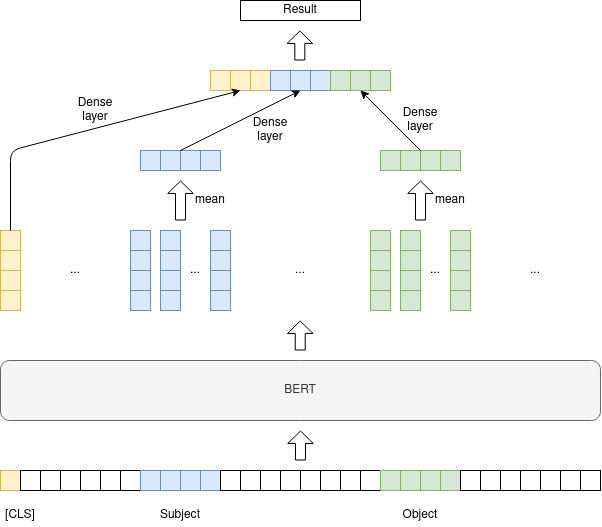 Result
Dense
layer
Dense
layer
Dense
layer
mean
mean
...
...
...
...
...
BERT
[CLS]
Subject
Object